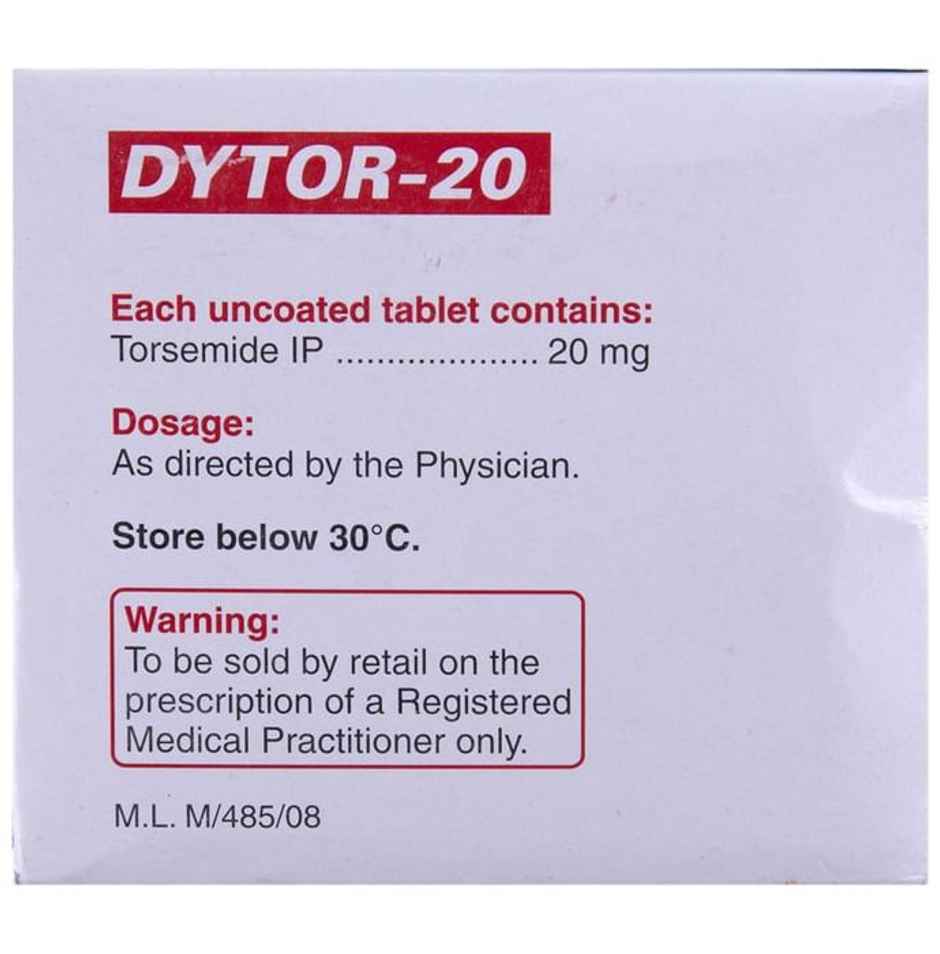 DYTOR-20
Each uncoated tablet contains:
Torsemide IP .................... 20 mg
Dosage:
As directed by the Physician.
Store below 30°C.
Warning:
To be sold by retail on the
prescription of a Registered
Medical Practitioner only.
M.L. M/485/08